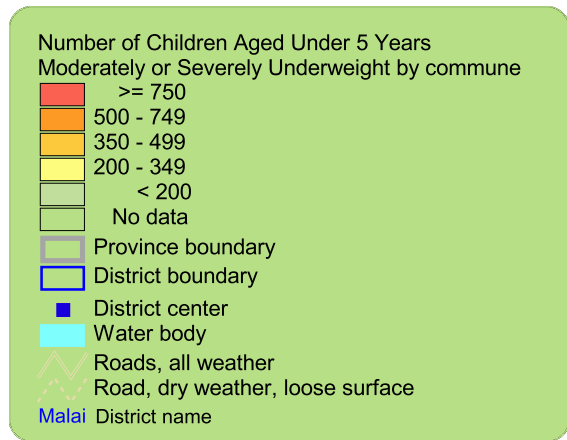 Number of Children Aged Under 5 Years
Moderately or Severely Underweight by commune
>= 750
500 - 749
350 - 499
200 - 349
< 200
No data
Province boundary
District boundary
District center
Water body
Roads, all weather
Road, dry weather, loose surface
Malai District name